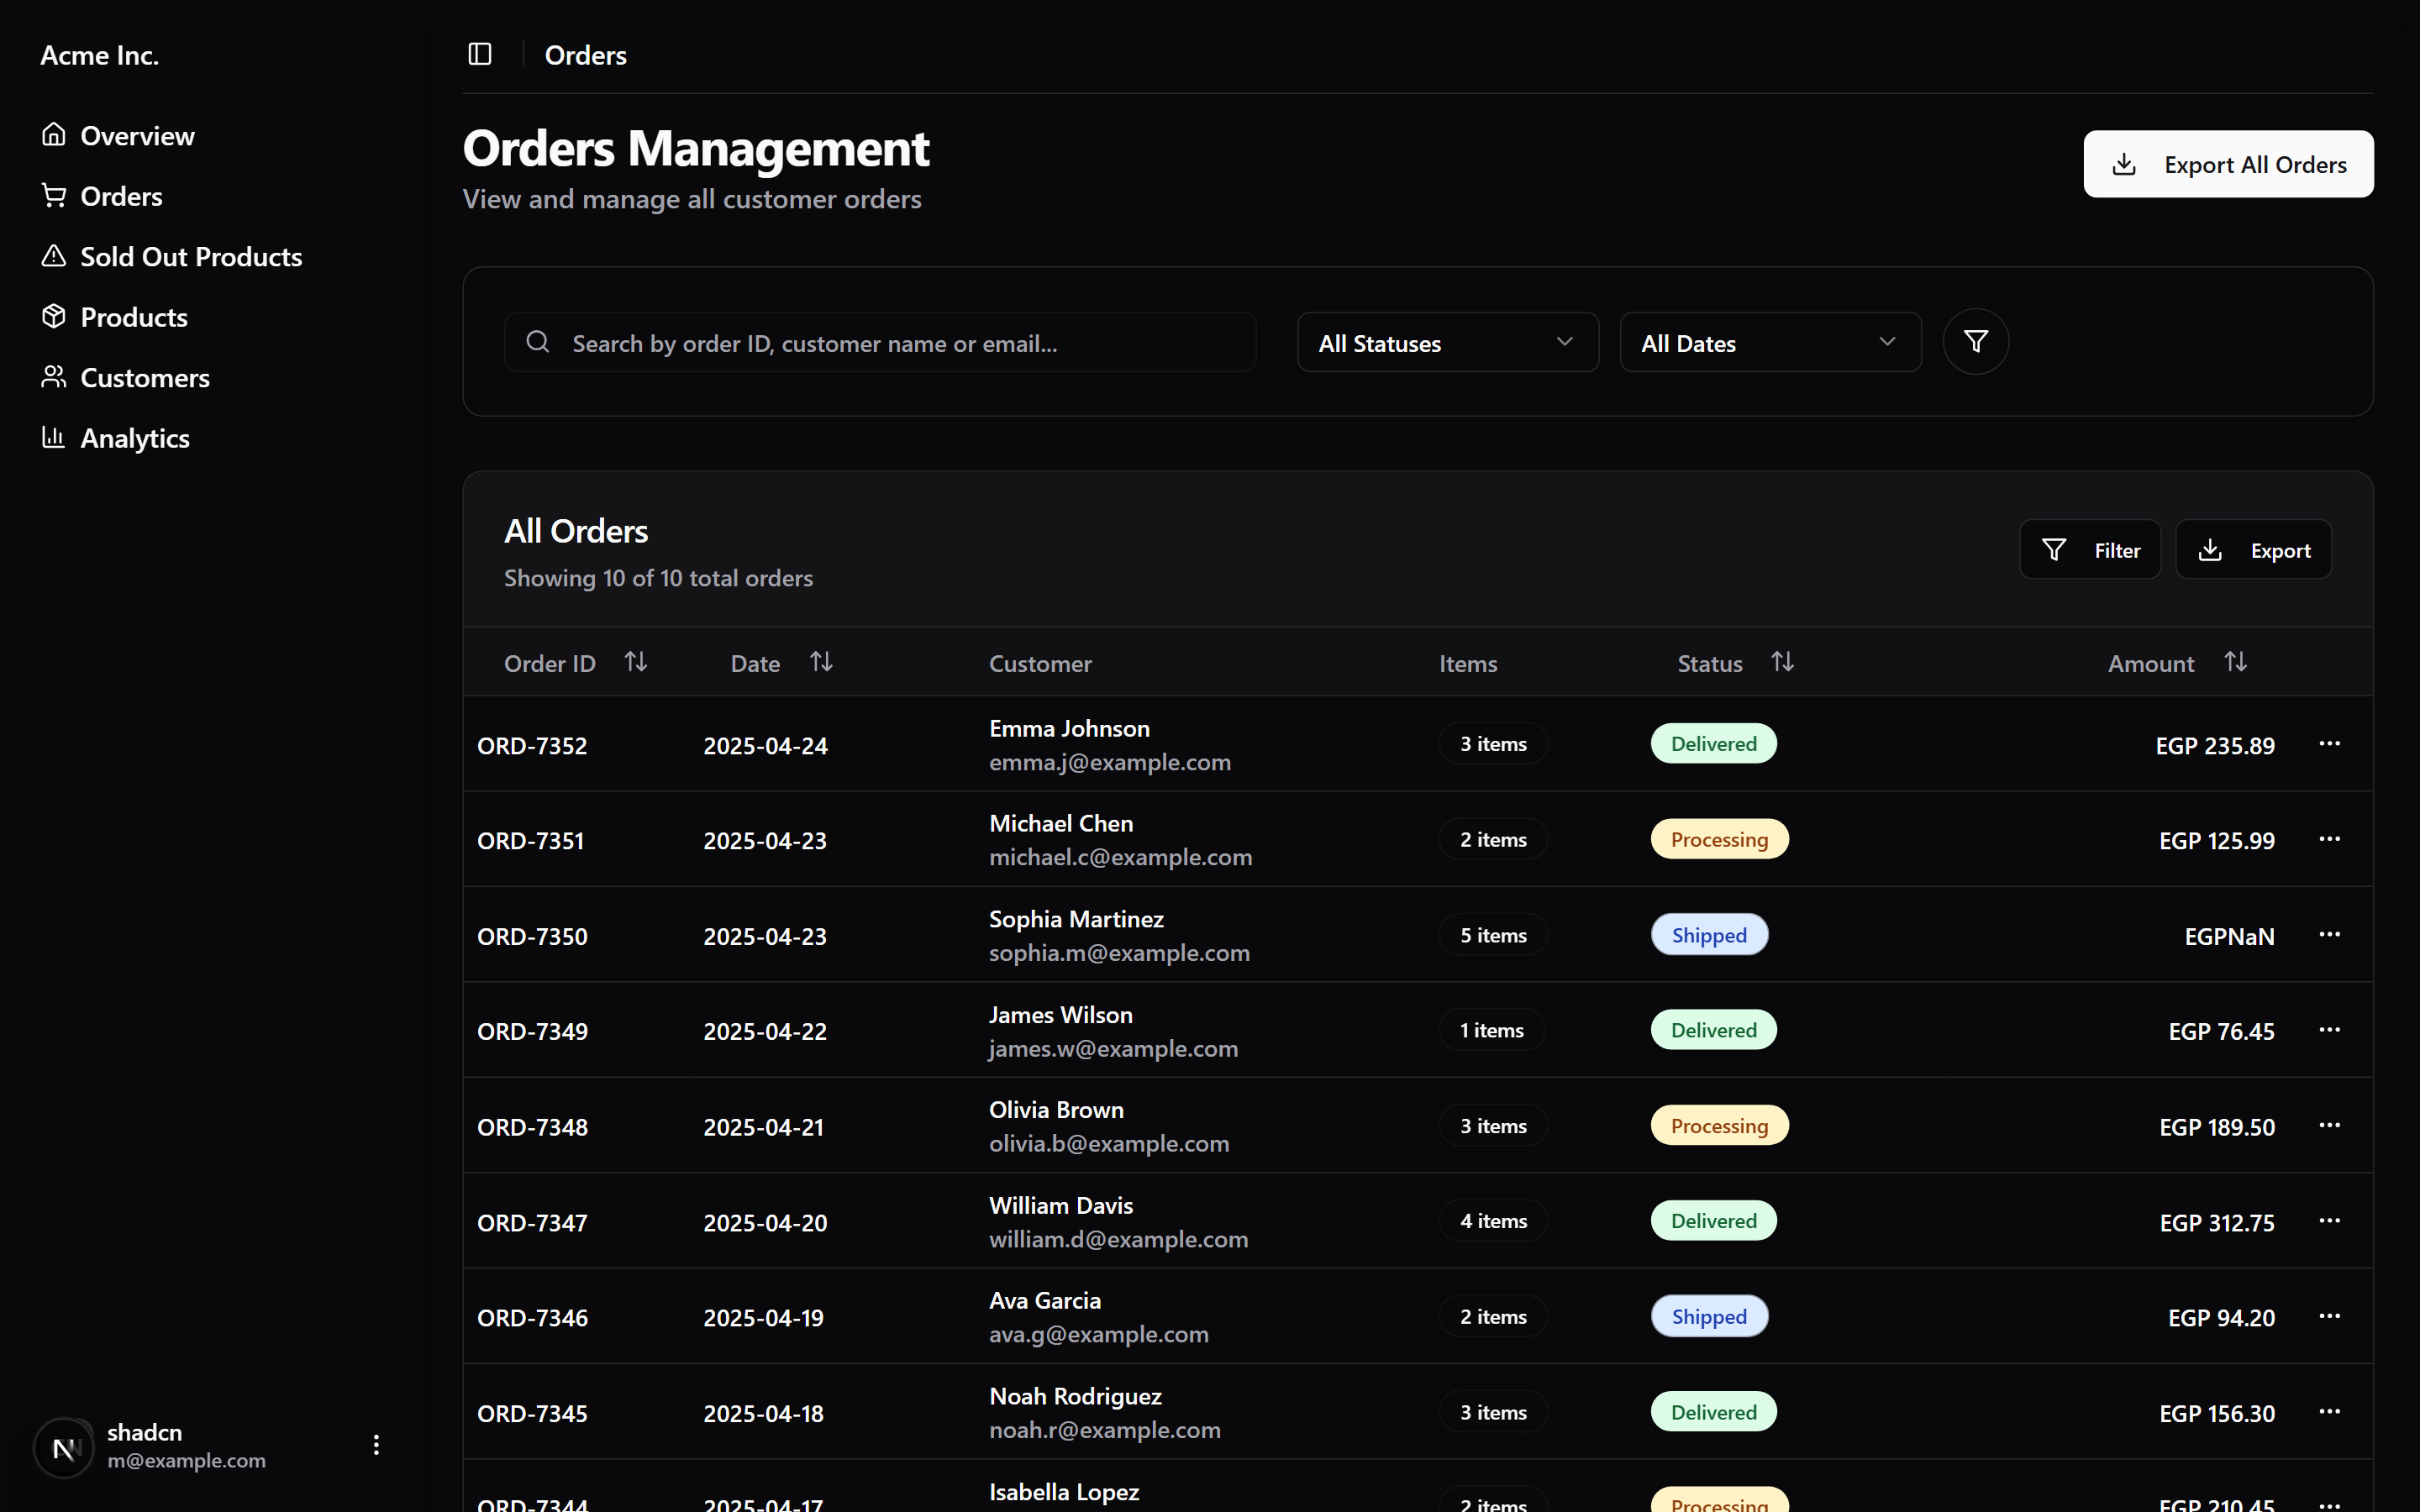 Acme Inc.
Overview
Orders
Sold Out Products
Products
Customers
Analytics
shadcn
m@example.com
Orders
Orders Management
View and manage all customer orders
Export All Orders
Search by order ID, customer name or email...
All Statuses
All Dates
All Orders
Showing 10 of 10 total orders
Filter
Export
Order ID Date Customer Items Status Amount
ORD-7352 2025-04-24 Emma Johnson 3 items Delivered EGP 235.89
emma.j@example.com
ORD-7351 2025-04-23 Michael Chen 2 items Processing EGP 125.99
michael.c@example.com
ORD-7350 2025-04-23 Sophia Martinez 5 items Shipped EGPNaN
sophia.m@example.com
ORD-7349 2025-04-22 James Wilson 1 items Delivered EGP 76.45
james.w@example.com
ORD-7348 2025-04-21 Olivia Brown 3 items Processing EGP 189.50
olivia.b@example.com
ORD-7347 2025-04-20 William Davis 4 items Delivered EGP 312.75
william.d@example.com
ORD-7346 2025-04-19 Ava Garcia 2 items Shipped EGP 94.20
ava.g@example.com
ORD-7345 2025-04-18 Noah Rodriguez 3 items Delivered EGP 156.30
noah.r@example.com
ORD-7344 2025-04-17 Isabella Lopez 2 items Processing EGP 210.45